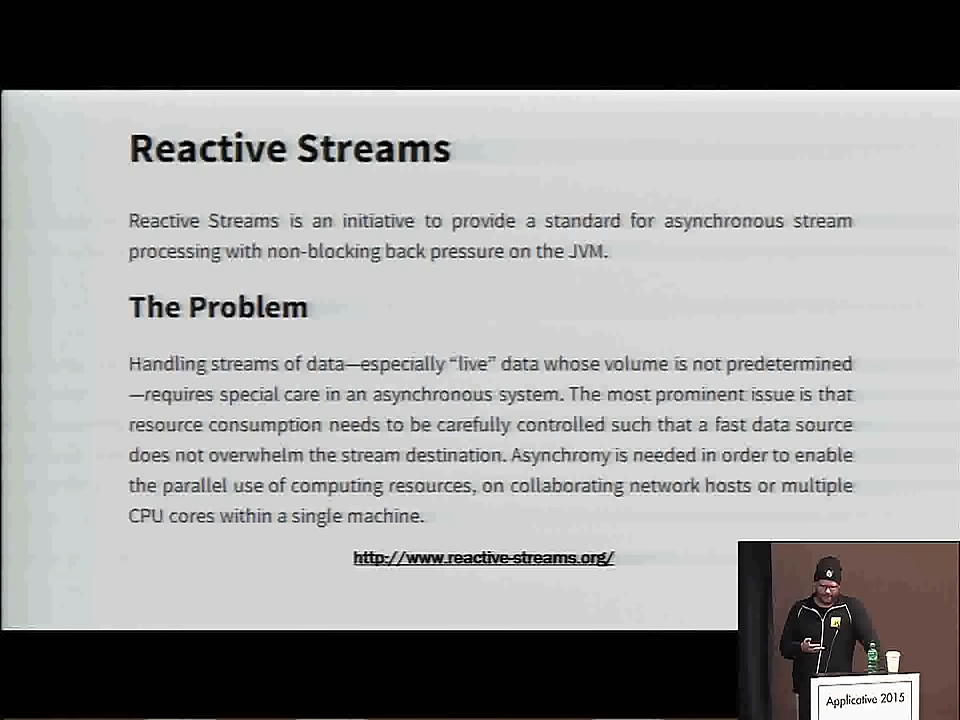 Reactive Streams
Reactive Streams is an initiative to provide a standard for asynchronous stream
processing with non-blocking back pressure on the JVM.
The Problem
Handling streams of data—especially “live” data whose volume is not predetermined
—requires special care in an asynchronous system. The most prominent issue is that
resource consumption needs to be carefully controlled such that a fast data source
does not overwhelm the stream destination. Asynchrony is needed in order to enable
the parallel use of computing resources, on collaborating network hosts or multiple
CPU cores within a single machine.
http://www.reactive-streams.org/
Applicative 2015